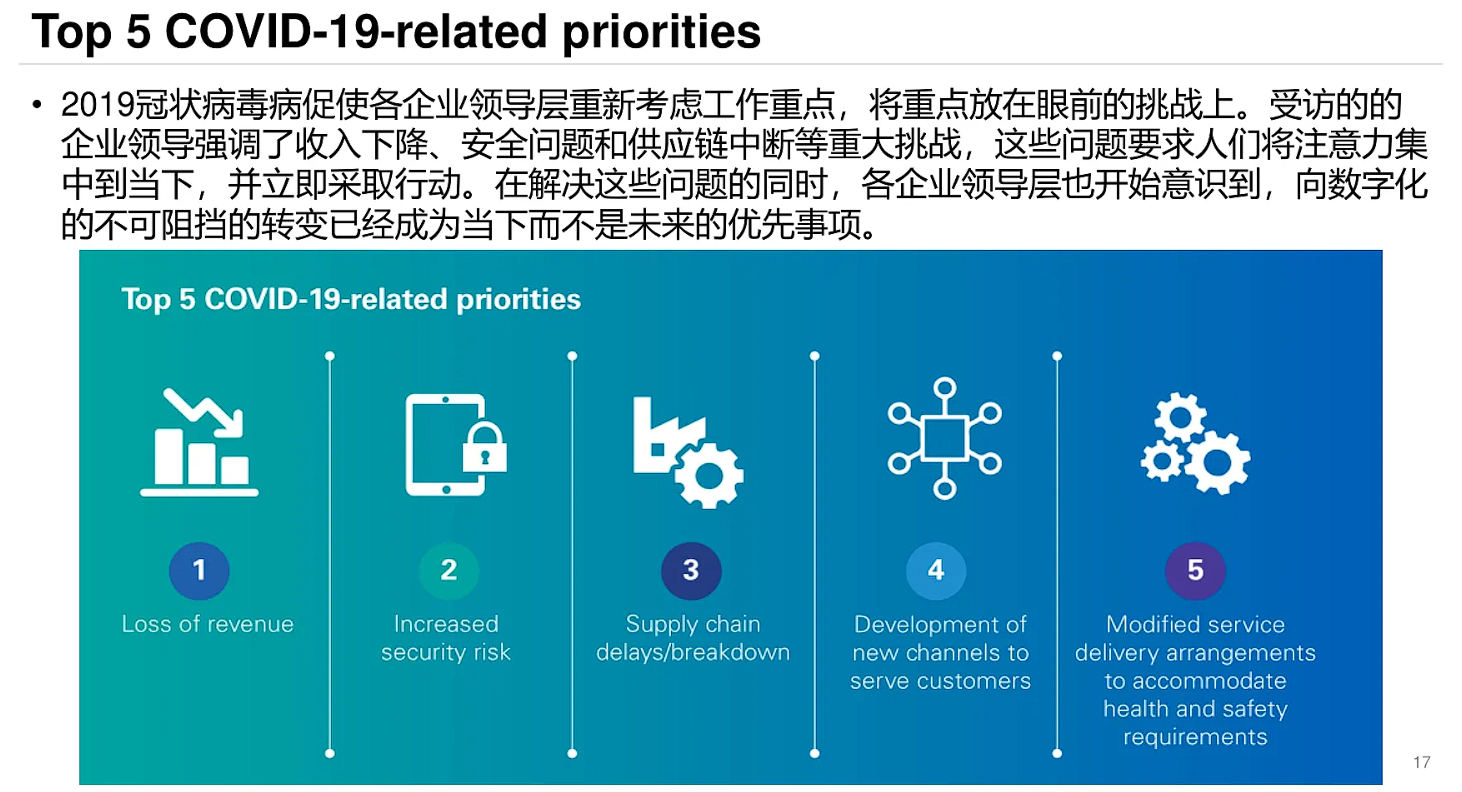 Top 5 COVID-19-related priorities
• 2019冠状病毒病促使各企业领导层重新考虑工作重点，将重点放在眼前的挑战上。受访的的
企业领导强调了收入下降、安全问题和供应链中断等重大挑战，这些问题要求人们将注意力集
中到当下，并立即采取行动。在解决这些问题的同时，各企业领导层也开始意识到，向数字化
的不可阻挡的转变已经成为当下而不是未来的优先事项。
Top 5 COVID-19-related priorities
1
Loss of revenue
2
Increased
security risk
3
Supply chain
delays/breakdown
4
Development of
new channels to
serve customers
5
Modified service
delivery arrangements
to accommodate
health and safety
requirements
17